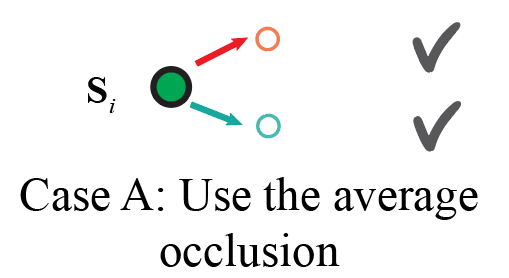 S_i
Case A: Use the average
occlusion